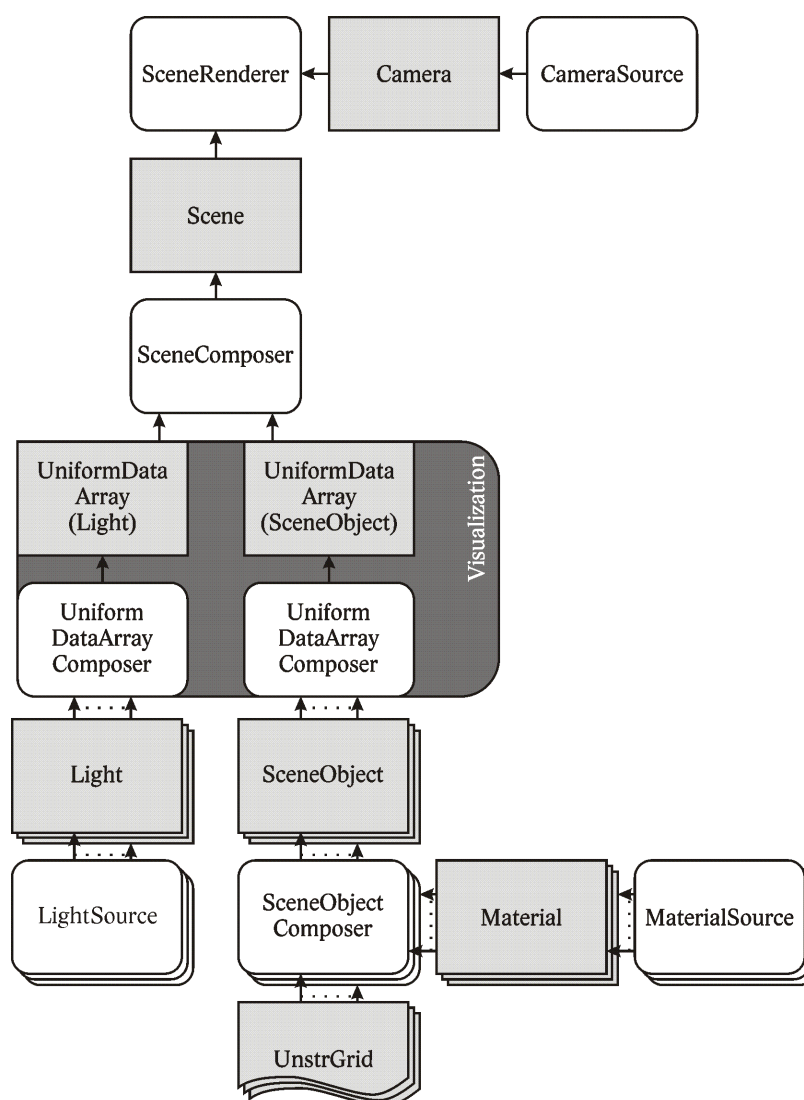 SceneRenderer
Camera
CameraSource
Scene
SceneComposer
UniformData
Array
(Light)
UniformData
Array
(SceneObject)
Visualization
Uniform
DataArray
Composer
Uniform
DataArray
Composer
Light
SceneObject
LightSource
SceneObject
Composer
Material
MaterialSource
UnstrGrid